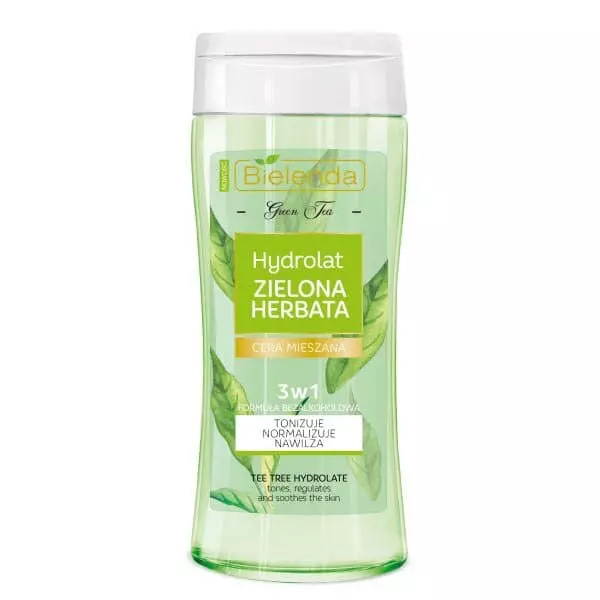 NOWOŚĆ
Bielenda
Green Tea
Hydrolat
ZIELONA
HERBATA
CERA MIESZANA
3w1
FORMUŁA BEZALKOHOLOWA
TONIZUJE
NORMALIZUJE
NAWILŻA
TEE TREE HYDROLATE
tones, regulates
and soothes the skin